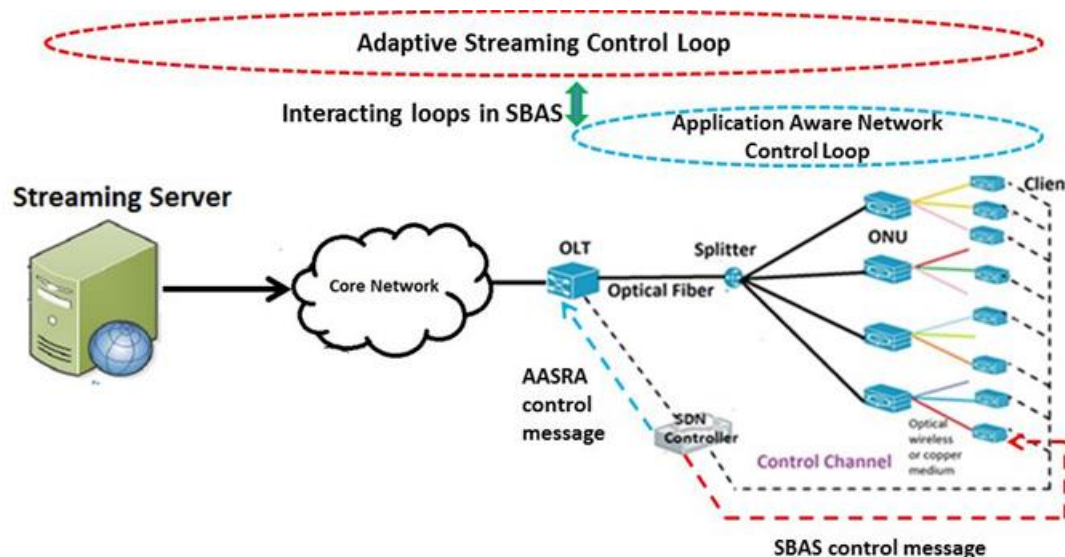 Adaptive Streaming Control Loop
Interacting loops in SBAS
Application Aware Network
Control Loop
Streaming Server
Clien
OLT
Splitter
ONU
Core Network
Optical Fiber
AASRA
control
message
SDN
Controller
Optical
wireless
or copper
medium
Control Channel
SBAS control message